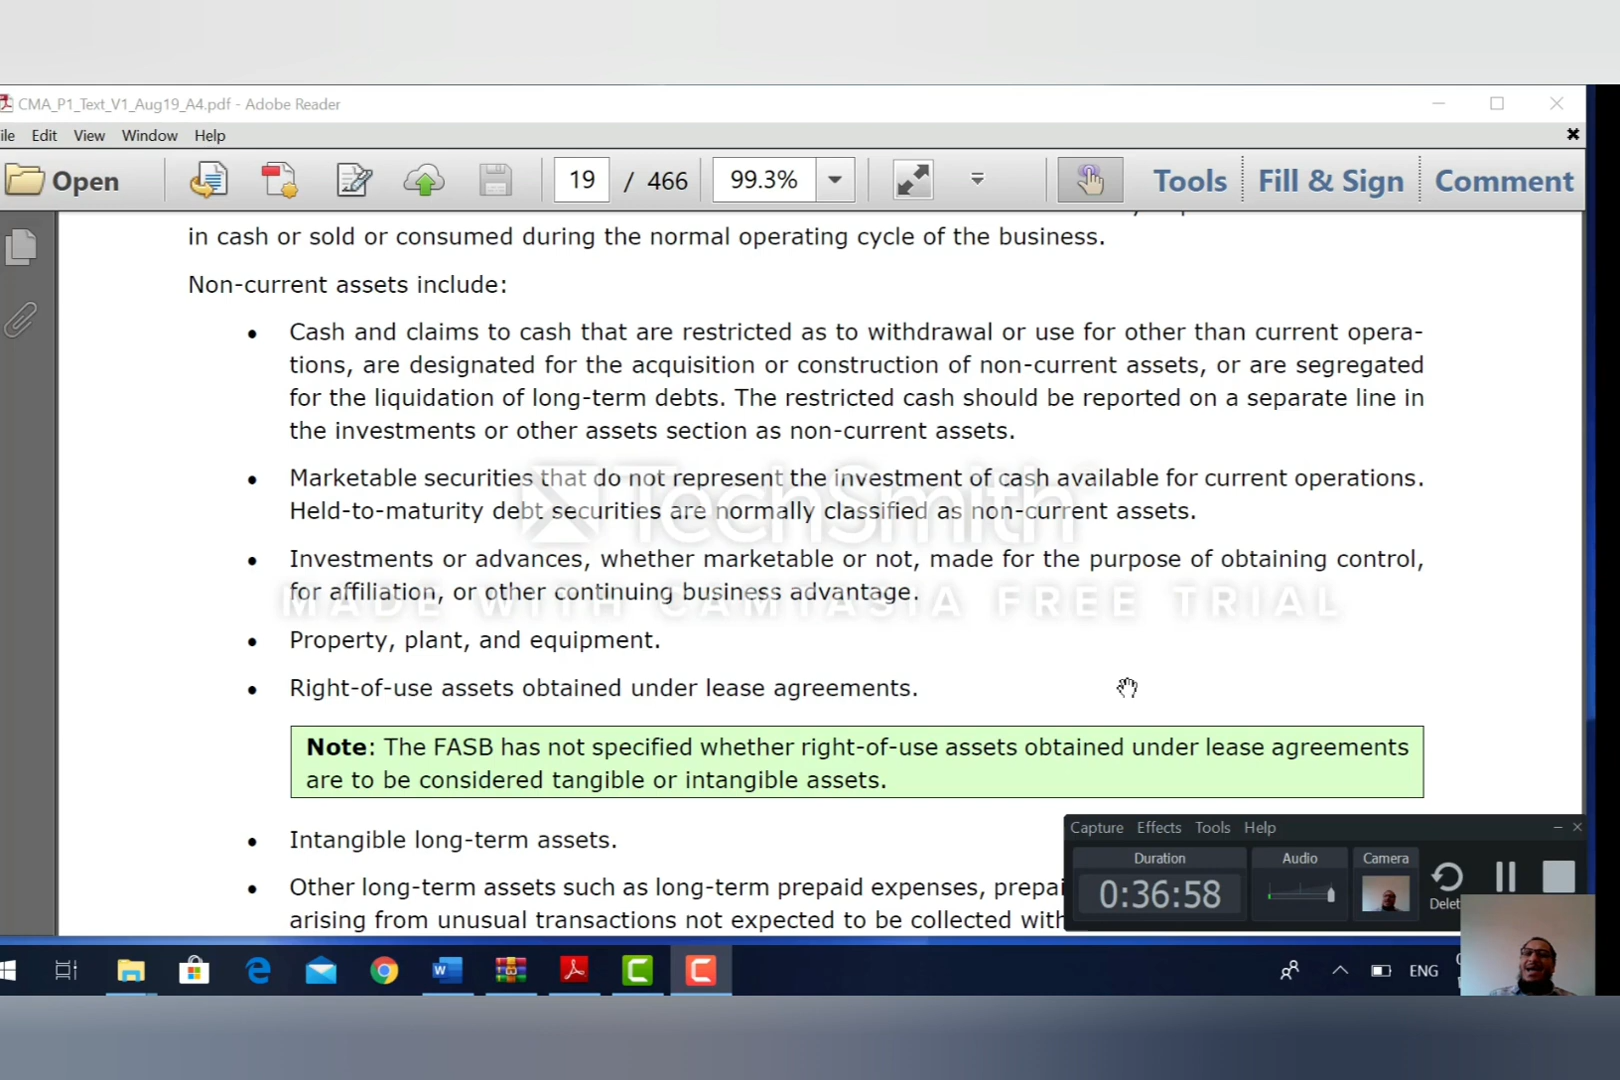 CMA_P1_Text_V1_Aug19_A4.pdf - Adobe Reader
ile Edit View Window Help
Open 19 / 466 99.3% Tools Fill & Sign Comment
in cash or sold or consumed during the normal operating cycle of the business.
Non-current assets include:
• Cash and claims to cash that are restricted as to withdrawal or use for other than current opera-
tions, are designated for the acquisition or construction of non-current assets, or are segregated
for the liquidation of long-term debts. The restricted cash should be reported on a separate line in
the investments or other assets section as non-current assets.
• Marketable securities that do not represent the investment of cash available for current operations.
Held-to-maturity debt securities are normally classified as non-current assets.
TechSmith
• Investments or advances, whether marketable or not, made for the purpose of obtaining control,
for affiliation, or other continuing business advantage.
MADE WITH CAMTASIA FREE TRIAL
• Property, plant, and equipment.
• Right-of-use assets obtained under lease agreements.
Note: The FASB has not specified whether right-of-use assets obtained under lease agreements
are to be considered tangible or intangible assets.
• Intangible long-term assets.
• Other long-term assets such as long-term prepaid expenses, prepai
arising from unusual transactions not expected to be collected with
Capture Effects Tools Help
Duration Audio Camera
0:36:58
Delet
ENG